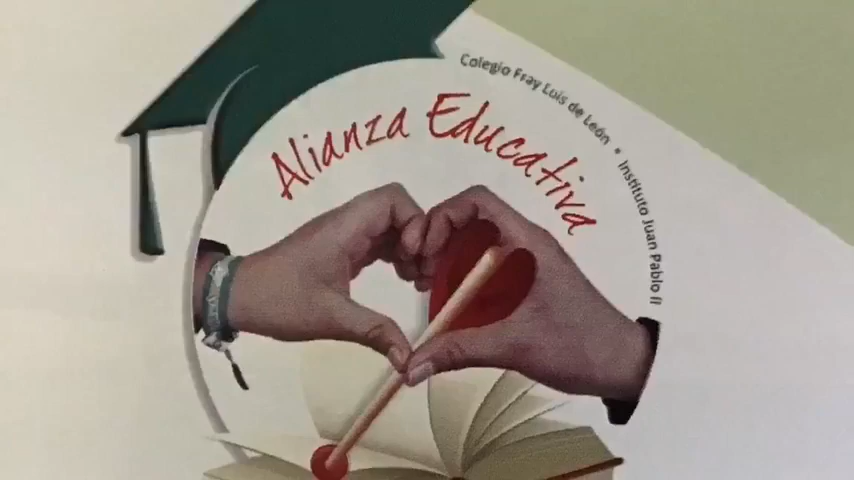 Colegio Fray Luis de León • Instituto Juan Pablo II
Alianza Educativa